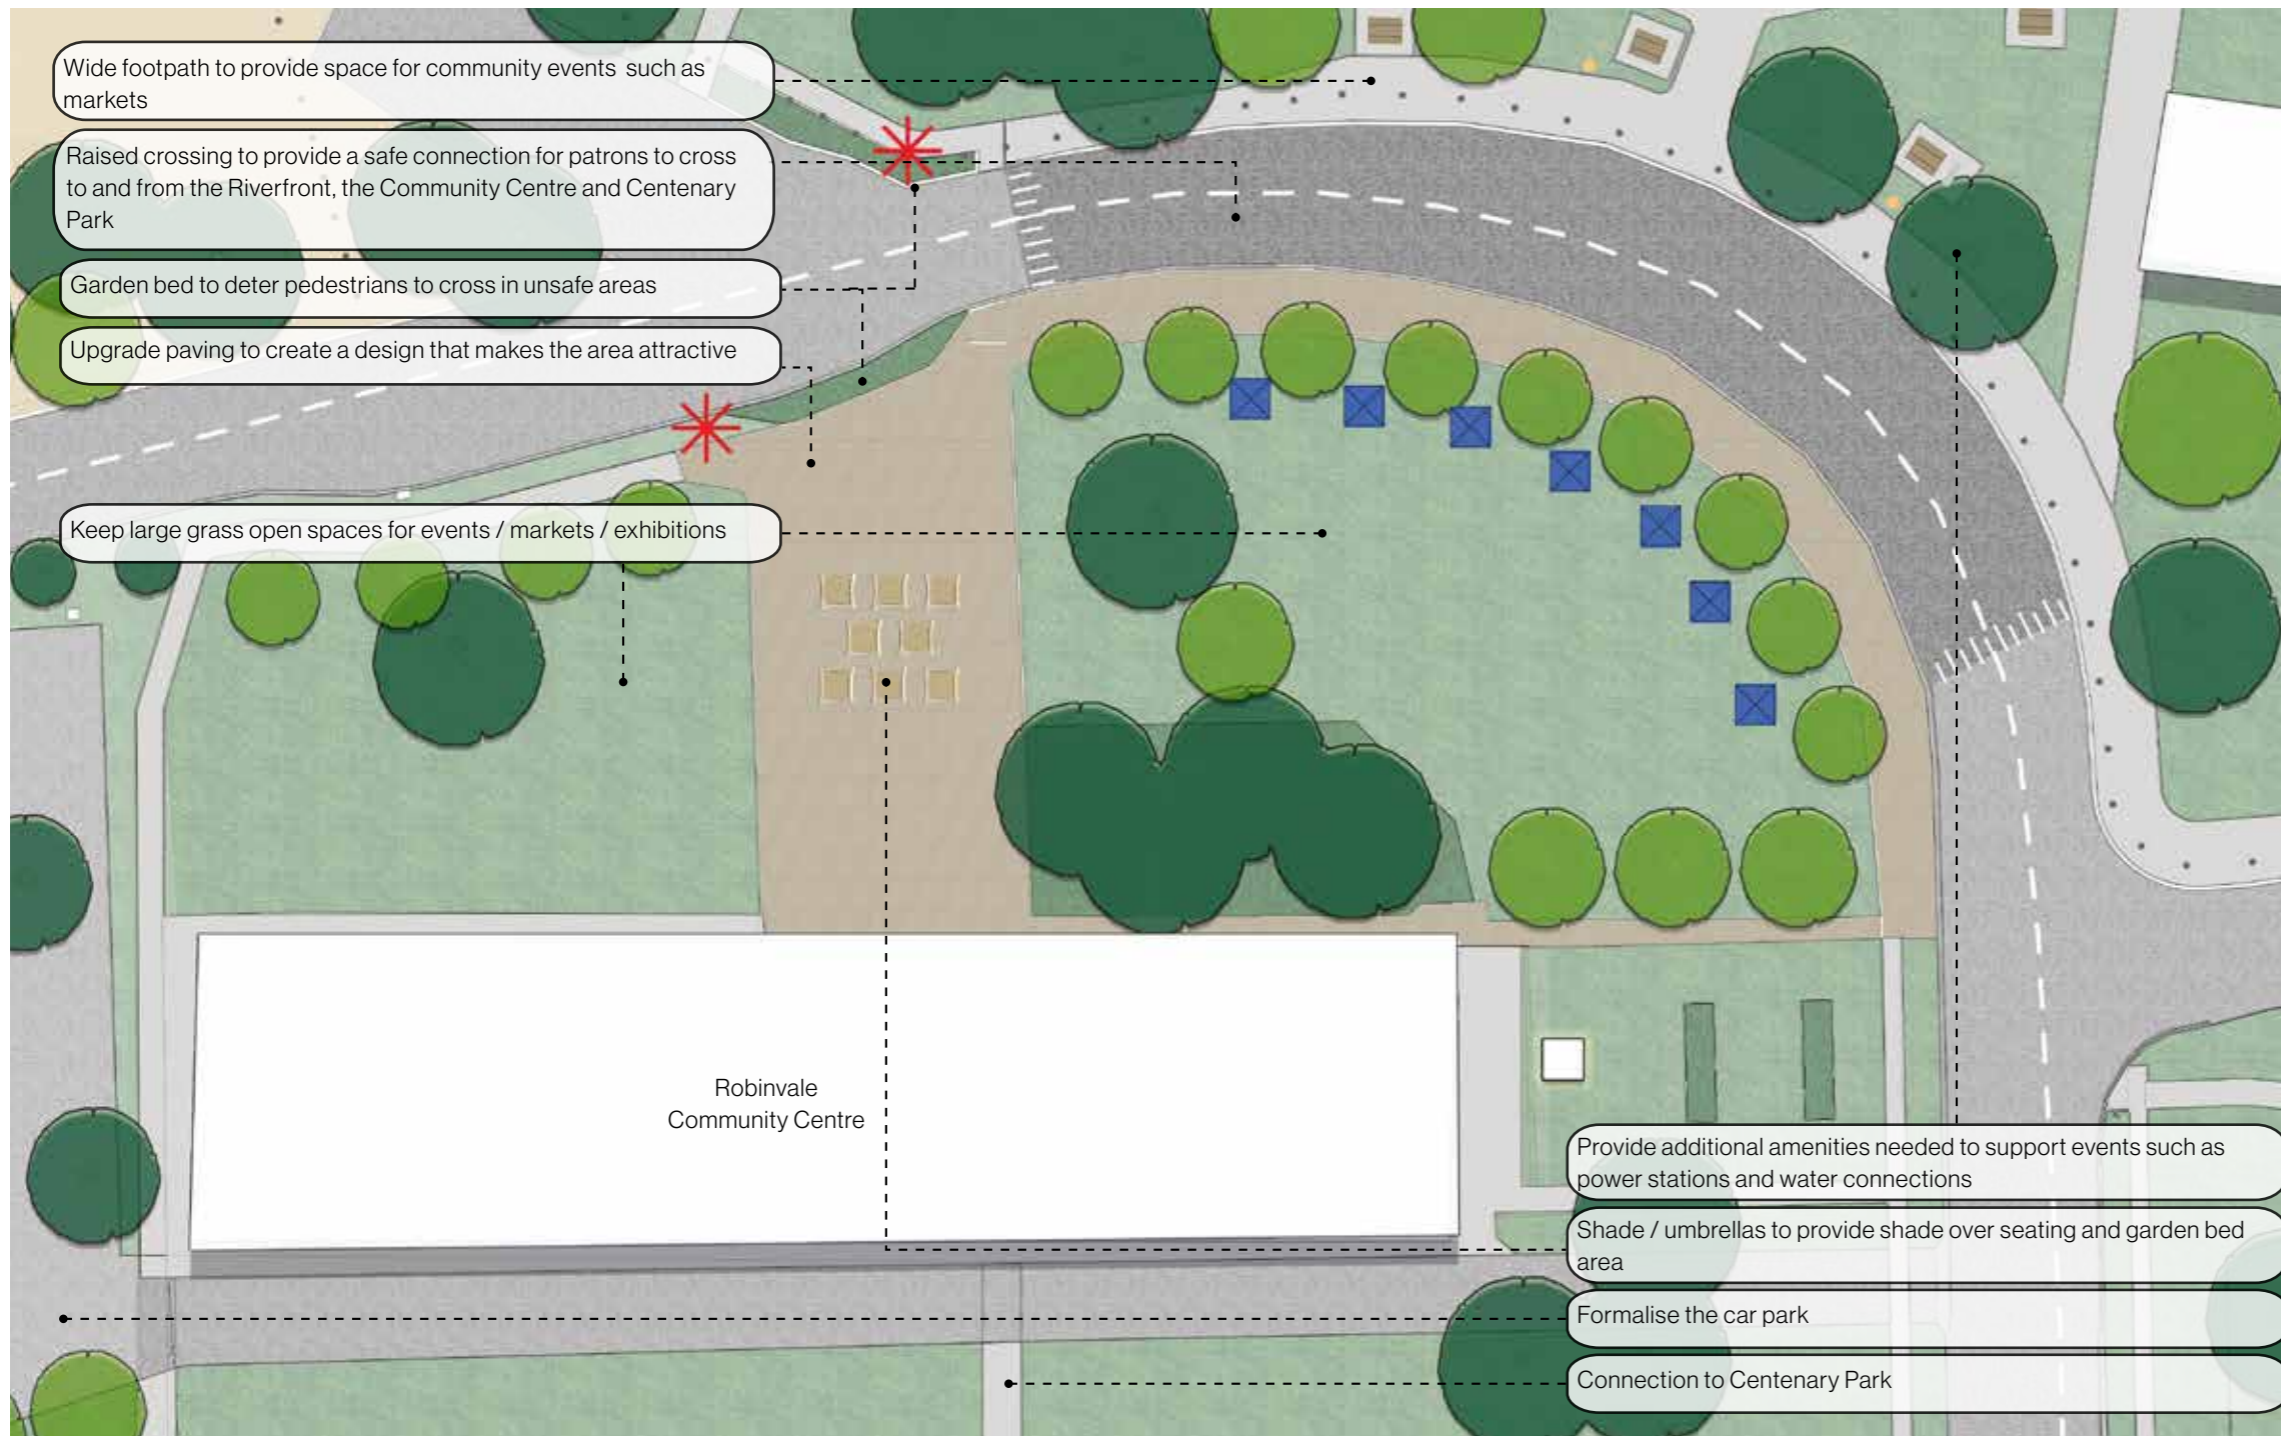 Wide footpath to provide space for community events such as
markets
Raised crossing to provide a safe connection for patrons to cross
to and from the Riverfront, the Community Centre and Centenary
Park
Garden bed to deter pedestrians to cross in unsafe areas
Upgrade paving to create a design that makes the area attractive
Keep large grass open spaces for events / markets / exhibitions
Robinvale
Community Centre
Provide additional amenities needed to support events such as
power stations and water connections
Shade / umbrellas to provide shade over seating and garden bed
area
Formalise the car park
Connection to Centenary Park